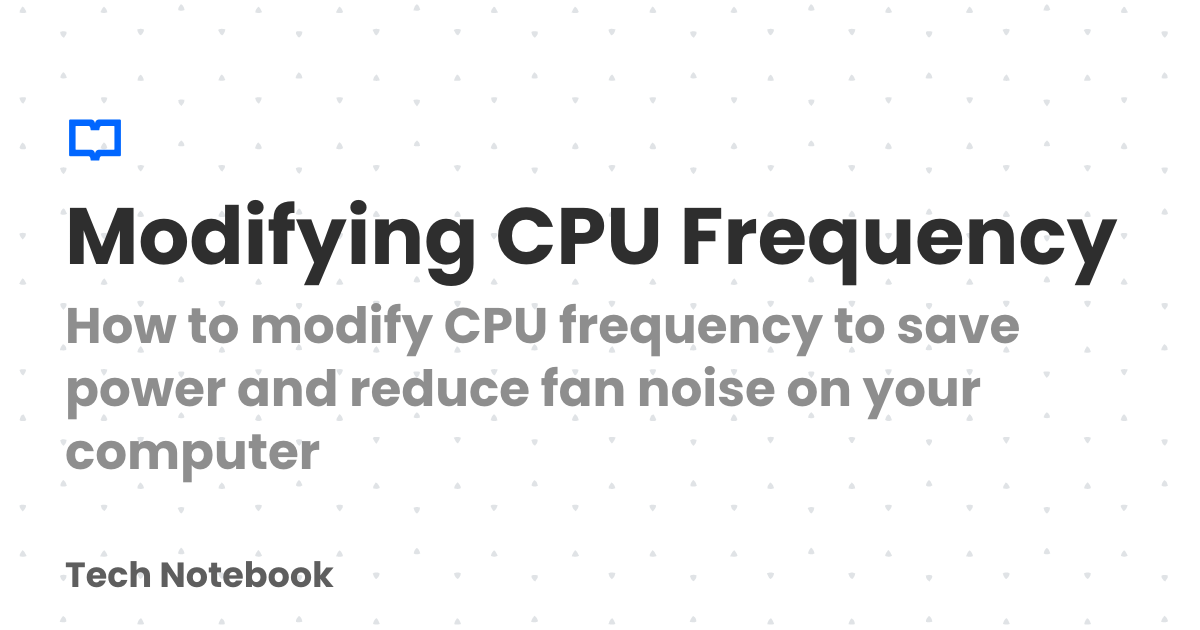 Modifying CPU Frequency
How to modify CPU frequency to save
power and reduce fan noise on your
computer
Tech Notebook